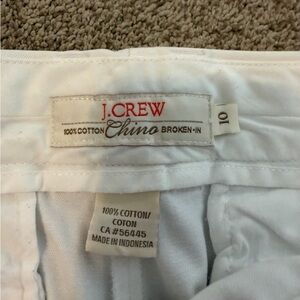 J.CREW
100% COTTON Chino BROKEN-IN
10
100% COTTON/
COTON
CA #56445
MADE IN INDONESIA